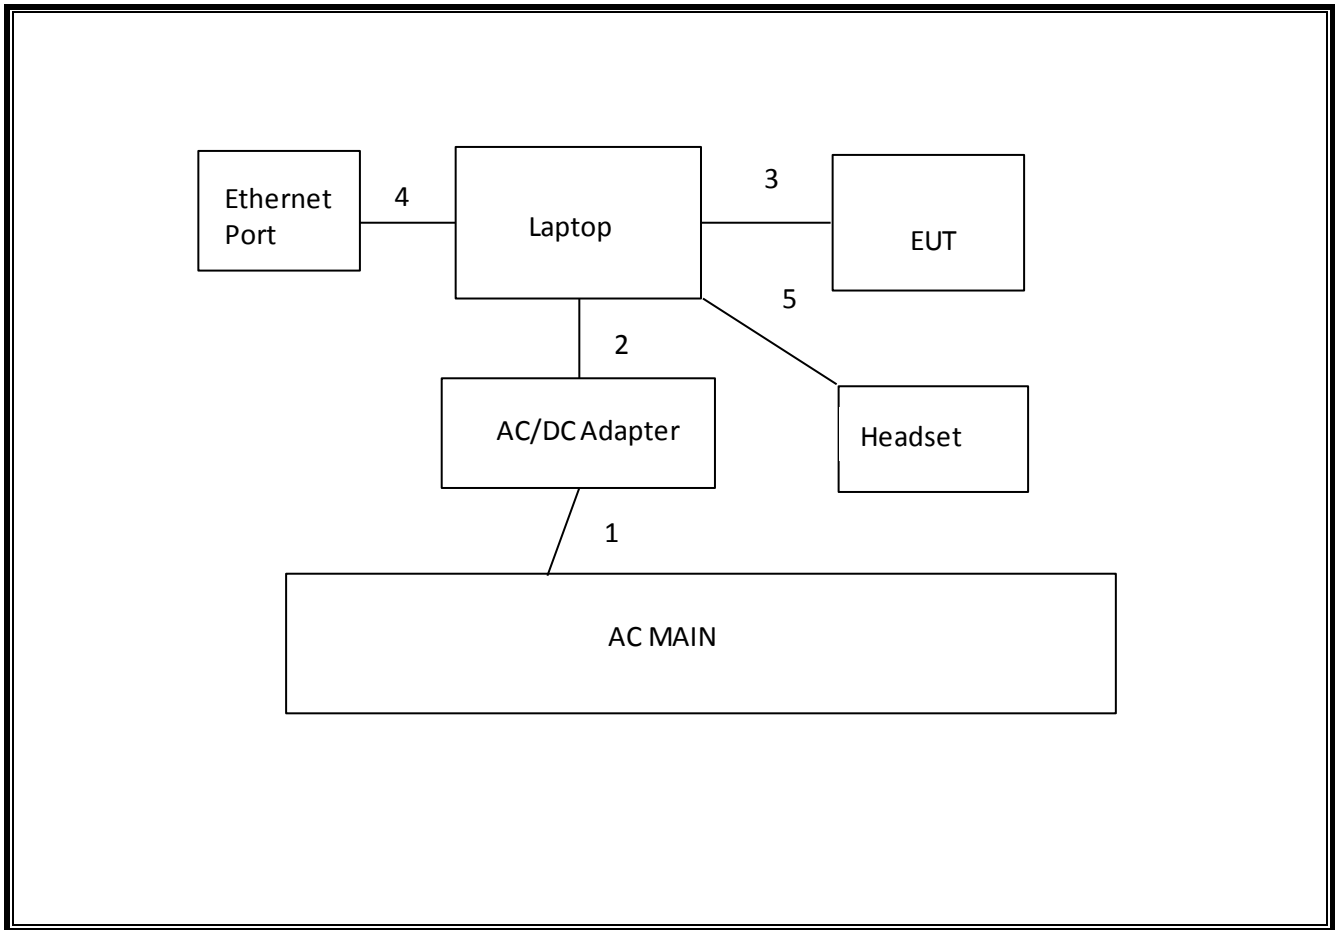 Ethernet
Port
4
Laptop
3
EUT
5
2
AC/DC Adapter
Headset
1
AC MAIN